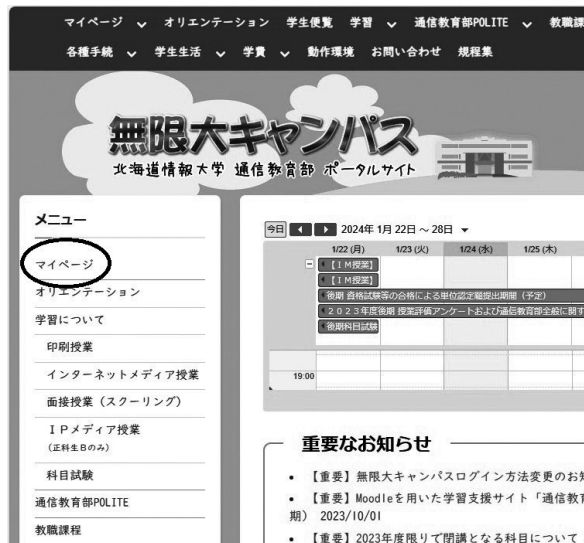 マイページ オリエンテーション 学生便覧 学習 通信教育部POLITE 教職課
各種手続 学生生活 学費 動作環境 お問い合わせ 規程集
無限大キャンパス
北海道情報大学 通信教育部 ポータルサイト
メニュー
マイページ
オリエンテーション
学習について
印刷授業
インターネットメディア授業
面接授業（スクーリング）
ＩＰメディア授業
（正科生Ｂのみ）
科目試験
通信教育部POLITE
教職課程
今日 2024年 1月 22日 ～ 28日
1/22 (月) 1/23 (火) 1/24 (水) 1/25 (木)
【ＩＭ授業】
【ＩＭ授業】
後期 資格試験等の合格による単位認定願提出期間（予定）
２０２３年度後期 授業評価アンケートおよび通信教育部全般に関す
後期科目試験
19:00
重要なお知らせ
【重要】無限大キャンパスログイン方法変更のお知
【重要】Moodleを用いた学習支援サイト「通信教育
期） 2023/10/01
【重要】2023年度限りで閉講となる科目について